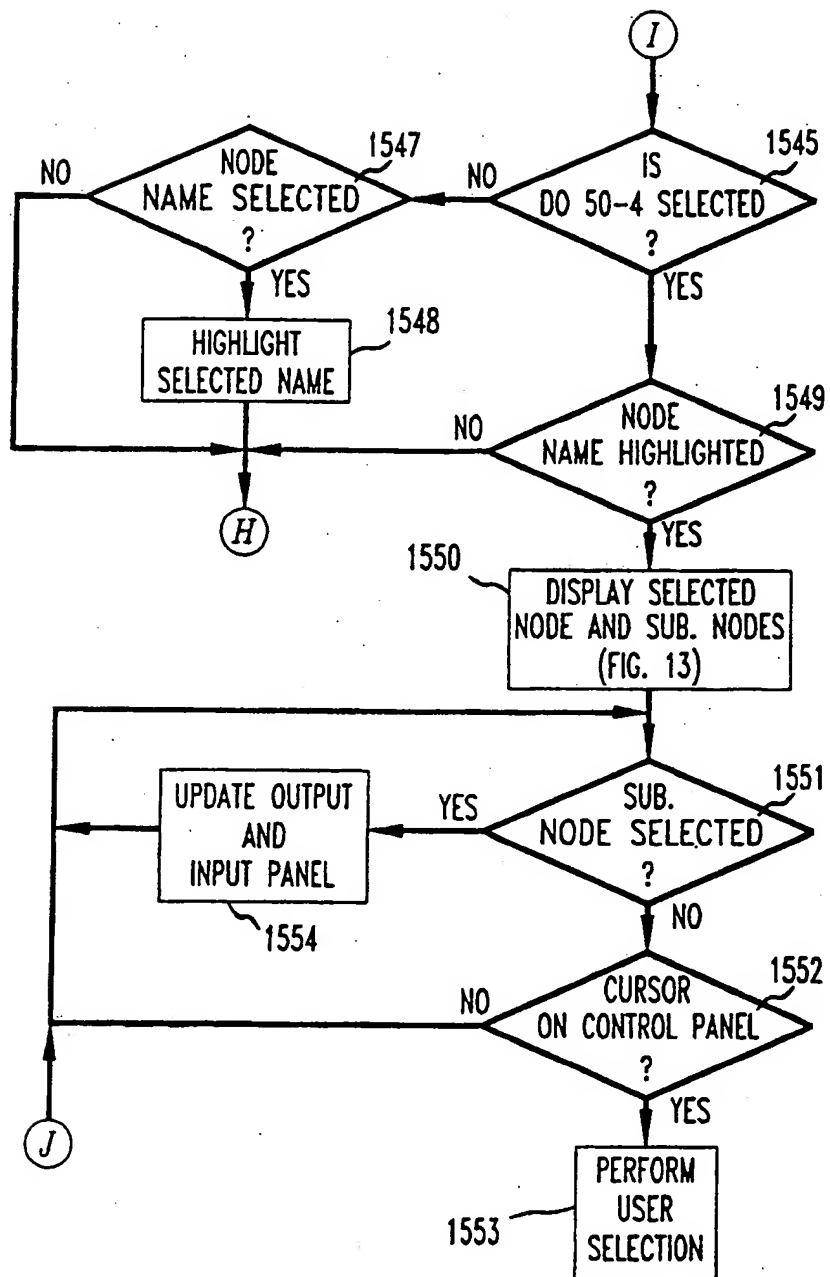 I
1545
IS
DO 50-4 SELECTED
?
NO
YES
1547
NODE
NAME SELECTED
?
NO
YES
1548
HIGHLIGHT
SELECTED NAME
H
1549
NODE
NAME HIGHLIGHTED
?
NO
YES
1550
DISPLAY SELECTED
NODE AND SUB. NODES
(FIG. 13)
1551
SUB.
NODE SELECTED
?
YES
NO
UPDATE OUTPUT
AND
INPUT PANEL
1554
1552
CURSOR
ON CONTROL PANEL
?
NO
YES
J
1553
PERFORM
USER
SELECTION